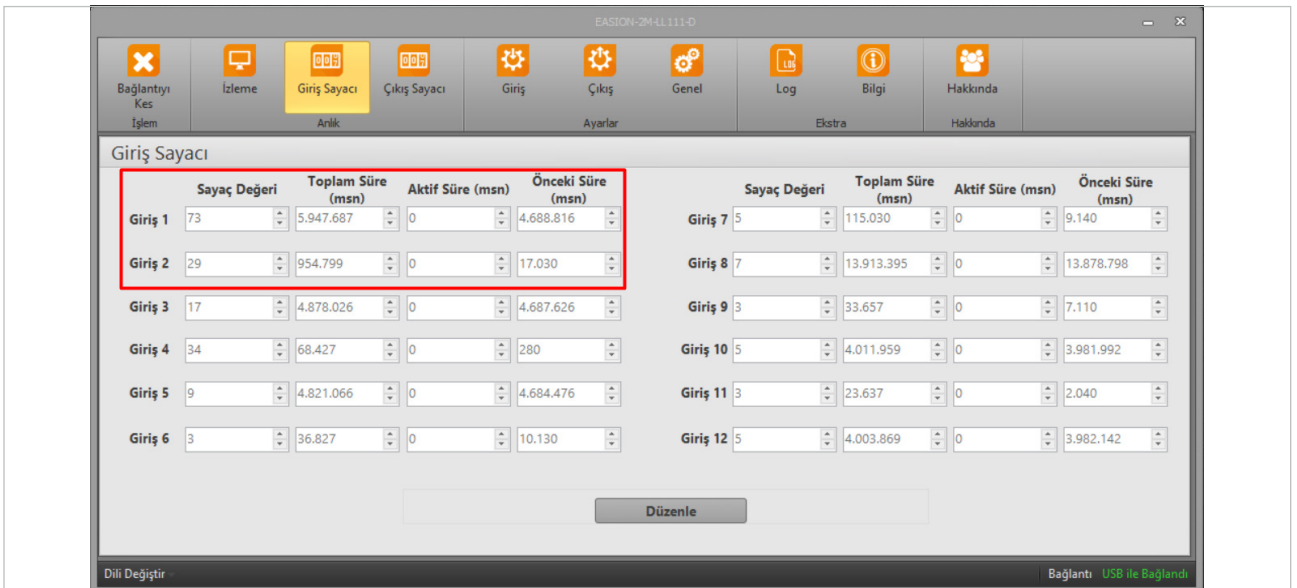 EASION-2M-LL111-D
Bağlantıyı Kes
İzleme
Giriş Sayacı
Çıkış Sayacı
Giriş
Çıkış
Genel
Log
Bilgi
Hakkında
İşlem
Anlık
Ayarlar
Ekstra
Hakkında
Giriş Sayacı
Sayaç Değeri Toplam Süre (msn) Aktif Süre (msn) Önceki Süre (msn)
Giriş 1 73 5.947.687 0 4.688.816
Giriş 2 29 954.799 0 17.030
Giriş 3 17 4.878.026 0 4.687.626
Giriş 4 34 68.427 0 280
Giriş 5 9 4.821.066 0 4.684.476
Giriş 6 3 36.827 0 10.130
Sayaç Değeri Toplam Süre (msn) Aktif Süre (msn) Önceki Süre (msn)
Giriş 7 5 115.030 0 9.140
Giriş 8 7 13.913.395 0 13.878.798
Giriş 9 3 33.657 0 7.110
Giriş 10 5 4.011.959 0 3.981.992
Giriş 11 3 23.637 0 2.040
Giriş 12 5 4.003.869 0 3.982.142
Düzenle
Dili Değiştir
Bağlantı USB ile Bağlandı